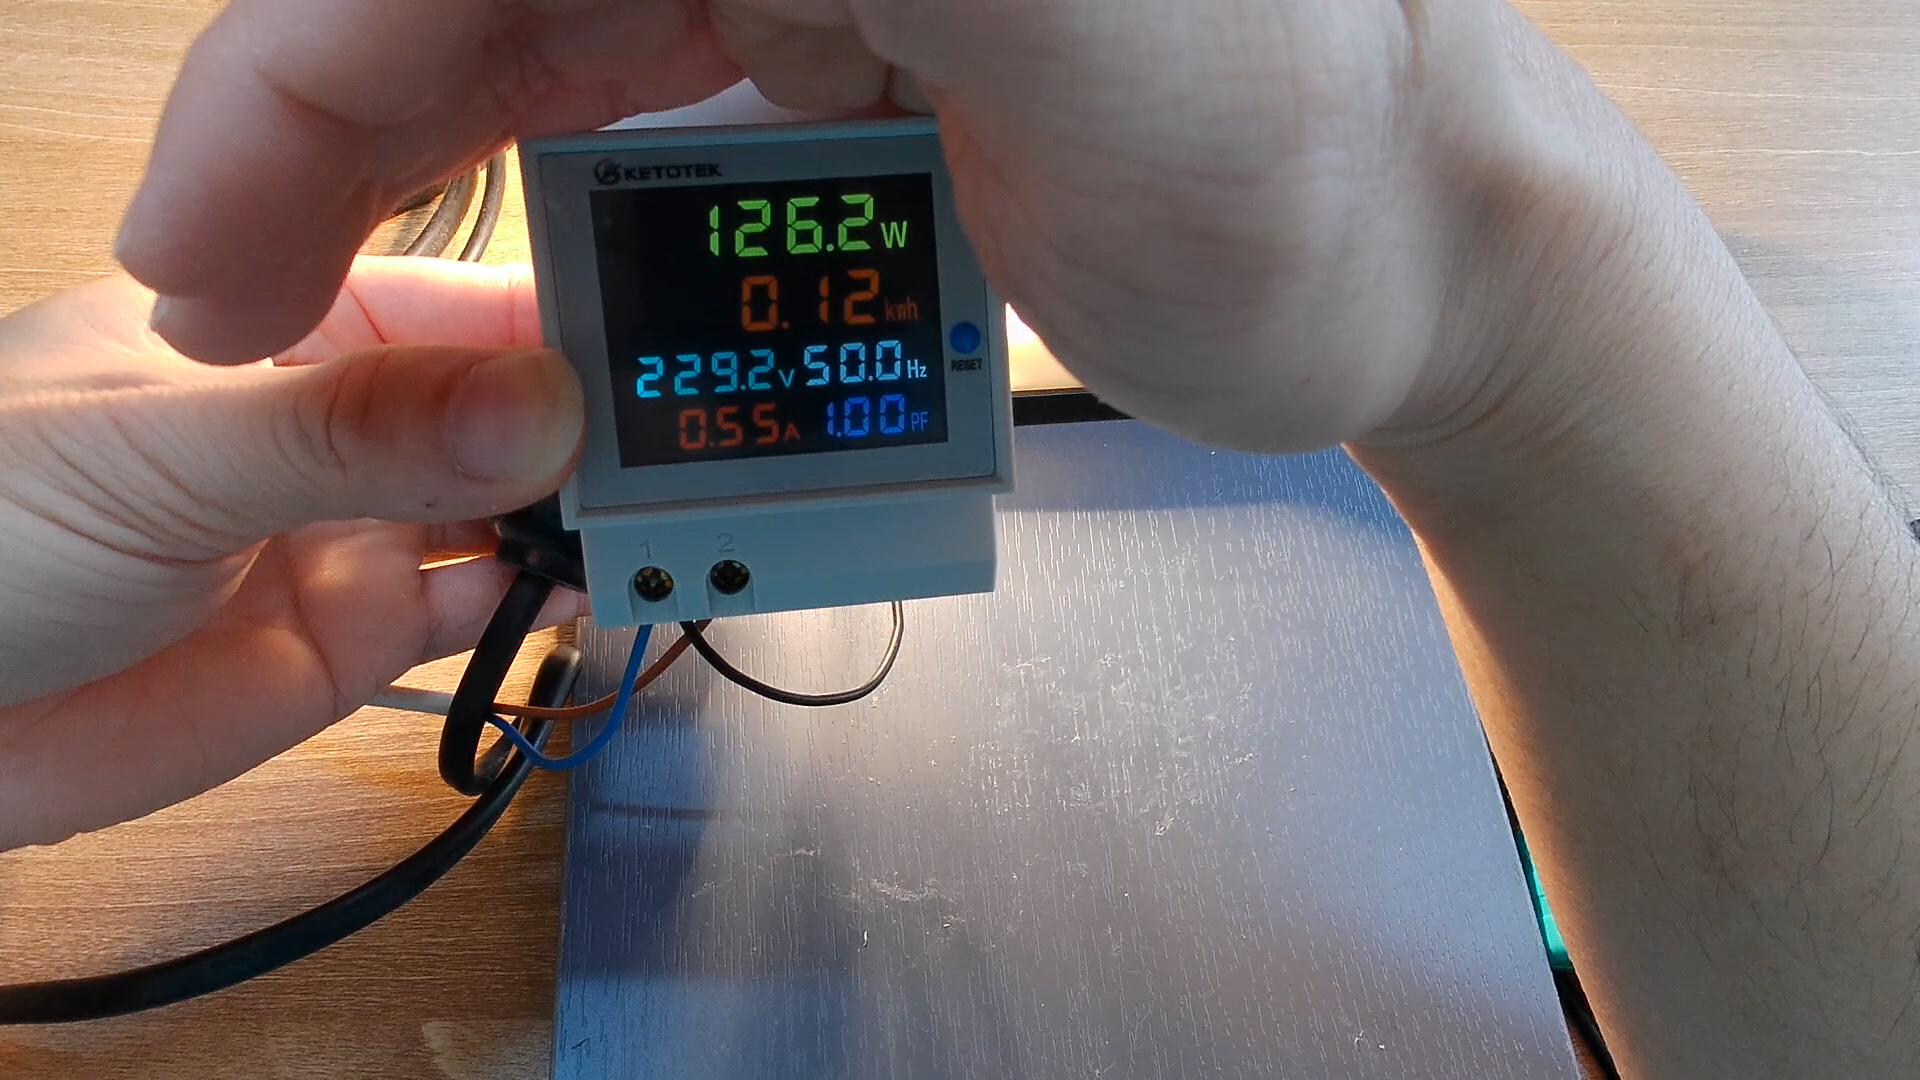 KETOTEK
126.2W
0.12kwh
229.2V 50.0Hz
0.55A 1.00PF
RESET
1 2